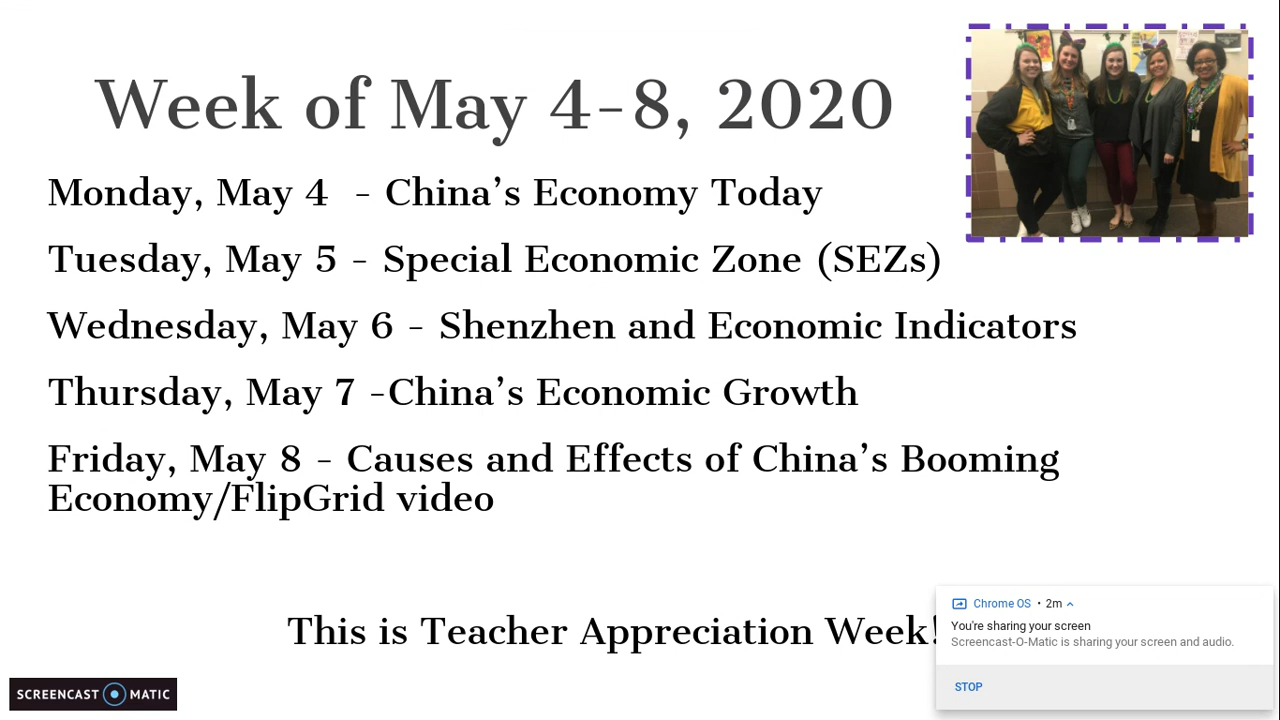 Week of May 4-8, 2020
Monday, May 4  - China's Economy Today
Tuesday, May 5 - Special Economic Zone (SEZs)
Wednesday, May 6 - Shenzhen and Economic Indicators
Thursday, May 7 -China's Economic Growth
Friday, May 8 - Causes and Effects of China's Booming
Economy/FlipGrid video
This is Teacher Appreciation Week!
Chrome OS • 2m
You're sharing your screen
Screencast-O-Matic is sharing your screen and audio.
STOP
SCREENCAST MATIC